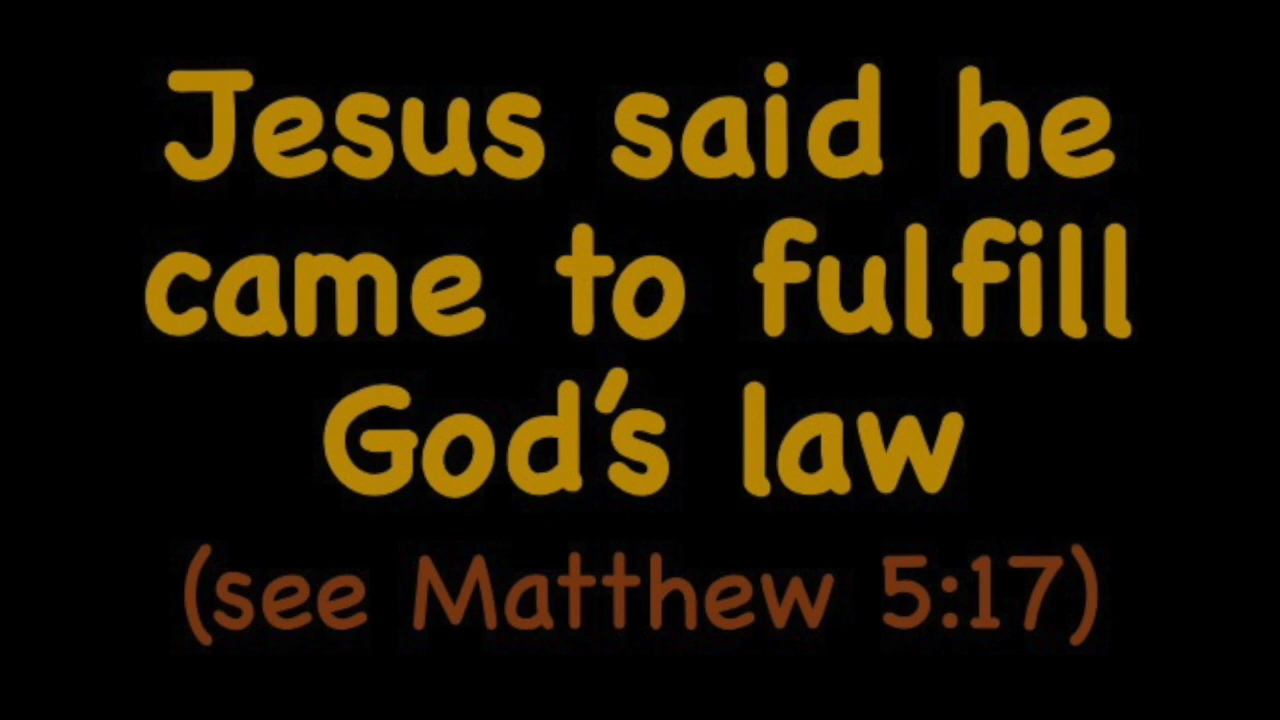 Jesus said he
came to fulfill
God's law
(see Matthew 5:17)